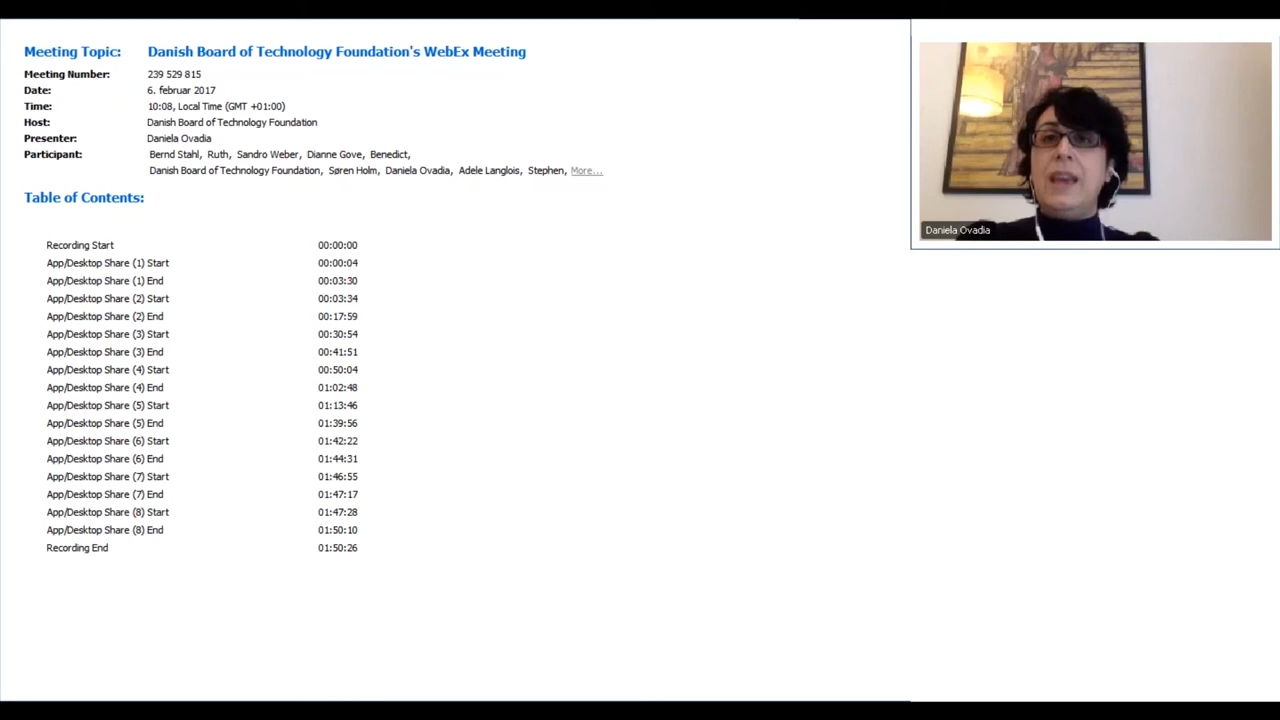 Meeting Topic: Danish Board of Technology Foundation's WebEx Meeting
Meeting Number: 239 529 815
Date: 6. februar 2017
Time: 10:08, Local Time (GMT +01:00)
Host: Danish Board of Technology Foundation
Presenter: Daniela Ovadia
Participant: Bernd Stahl, Ruth, Sandro Weber, Dianne Gove, Benedict,
Danish Board of Technology Foundation, Søren Holm, Daniela Ovadia, Adele Langlois, Stephen, More...
Table of Contents:
Recording Start 00:00:00
App/Desktop Share (1) Start 00:00:04
App/Desktop Share (1) End 00:03:30
App/Desktop Share (2) Start 00:03:34
App/Desktop Share (2) End 00:17:59
App/Desktop Share (3) Start 00:30:54
App/Desktop Share (3) End 00:41:51
App/Desktop Share (4) Start 00:50:04
App/Desktop Share (4) End 01:02:48
App/Desktop Share (5) Start 01:13:46
App/Desktop Share (5) End 01:39:56
App/Desktop Share (6) Start 01:42:22
App/Desktop Share (6) End 01:44:31
App/Desktop Share (7) Start 01:46:55
App/Desktop Share (7) End 01:47:17
App/Desktop Share (8) Start 01:47:28
App/Desktop Share (8) End 01:50:10
Recording End 01:50:26
Daniela Ovadia